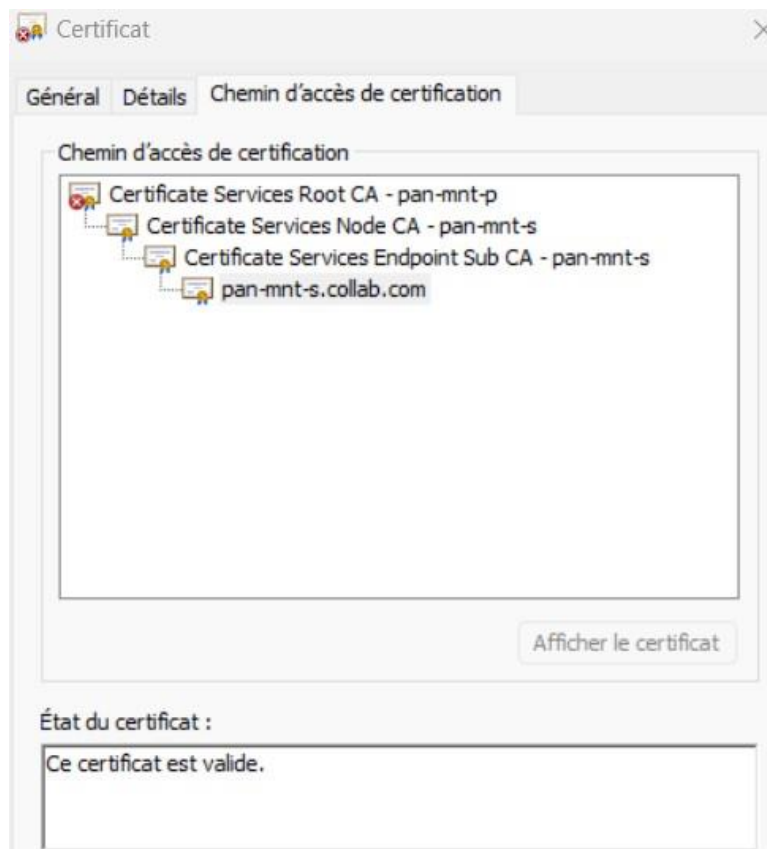 Certificat
Général Détails Chemin d’accès de certification
Chemin d’accès de certification
Certificate Services Root CA - pan-mnt-p
Certificate Services Node CA - pan-mnt-s
Certificate Services Endpoint Sub CA - pan-mnt-s
pan-mnt-s.collab.com
Afficher le certificat
État du certificat :
Ce certificat est valide.